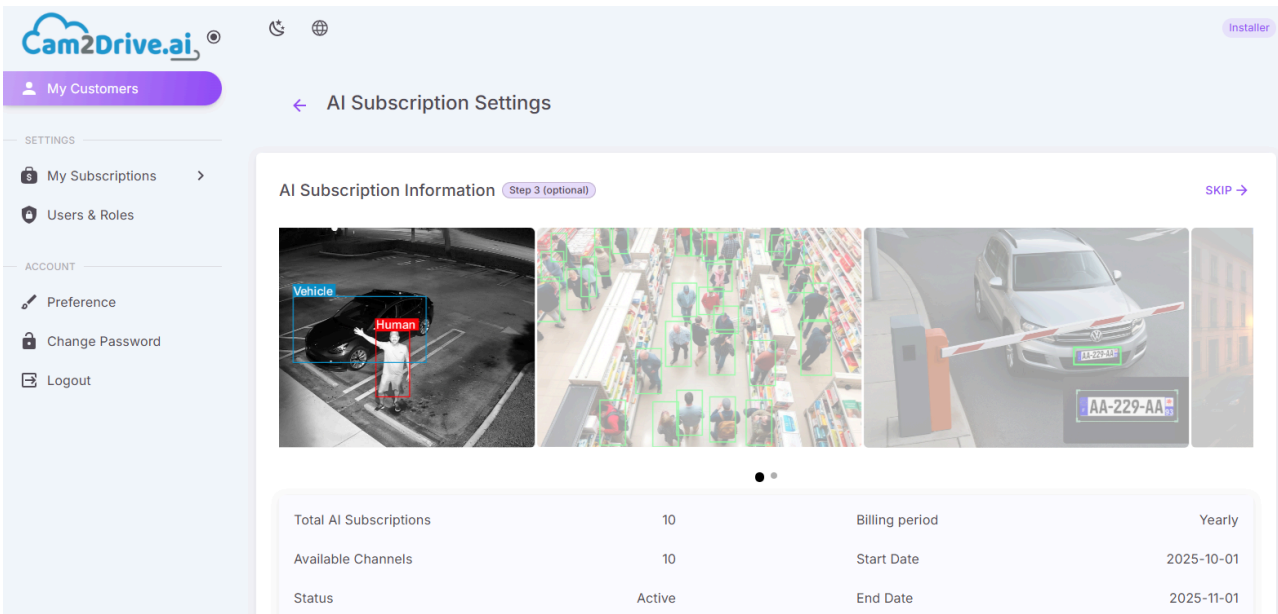 Cam2Drive.ai
Installer
My Customers
AI Subscription Settings
SETTINGS
My Subscriptions
Users & Roles
ACCOUNT
Preference
Change Password
Logout
AI Subscription Information
Step 3 (optional)
SKIP
Vehicle
Human
AA-229-AA
AA-229-AA
Total AI Subscriptions 10 Billing period Yearly
Available Channels 10 Start Date 2025-10-01
Status Active End Date 2025-11-01